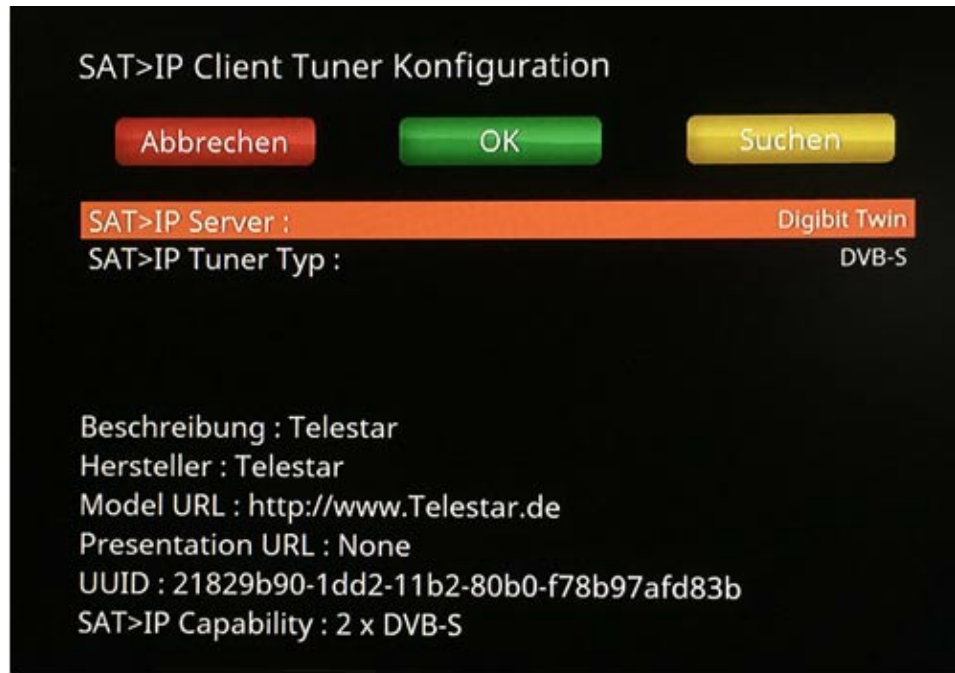 SAT>IP Client Tuner Konfiguration
Abbrechen OK Suchen
SAT>IP Server : Digibit Twin
SAT>IP Tuner Typ : DVB-S
Beschreibung : Telestar
Hersteller : Telestar
Model URL : http://www.Telestar.de
Presentation URL : None
UUID : 21829b90-1dd2-11b2-80b0-f78b97afd83b
SAT>IP Capability : 2 x DVB-S